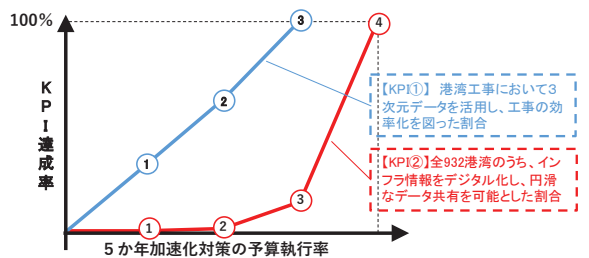 100%
KPI達成率
③
④
②
①
③
①
②
【KPI①】 港湾工事において3
次元データを活用し、工事の効
率化を図った割合
【KPI②】全932港湾のうち、イン
フラ情報をデジタル化し、円滑
なデータ共有を可能とした割合
5か年加速化対策の予算執行率